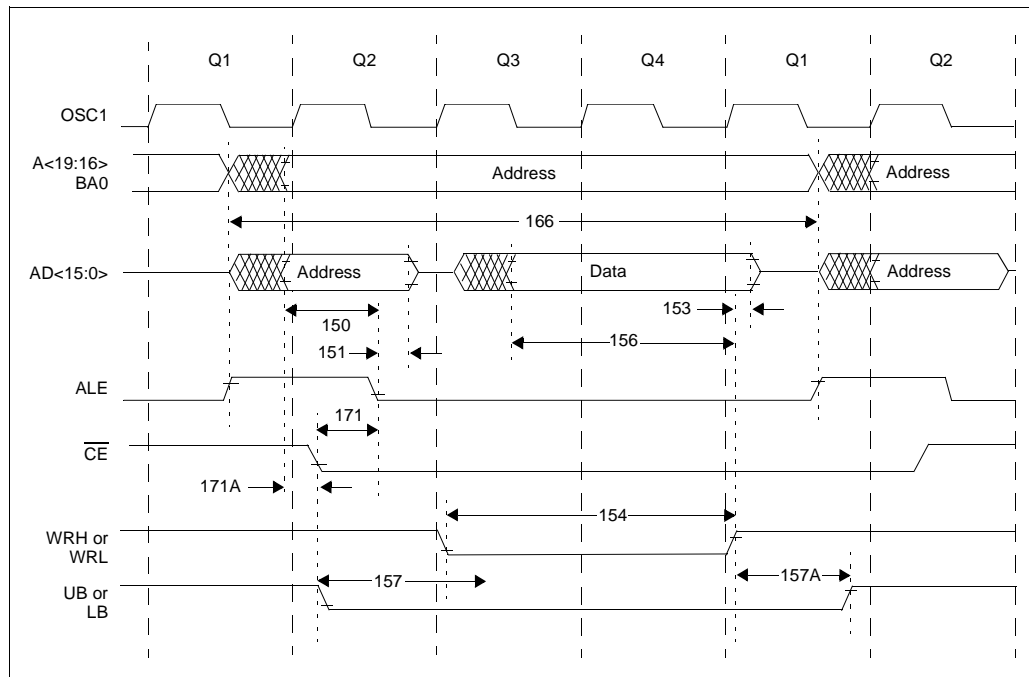 Q1 Q2 Q3 Q4 Q1 Q2
OSC1
A<19:16>
BA0
Address Address
166
AD<15:0>
Address Data Address
150
153
151
156
ALE
171
CE
171A
154
WRH or
WRL
157
157A
UB or
LB